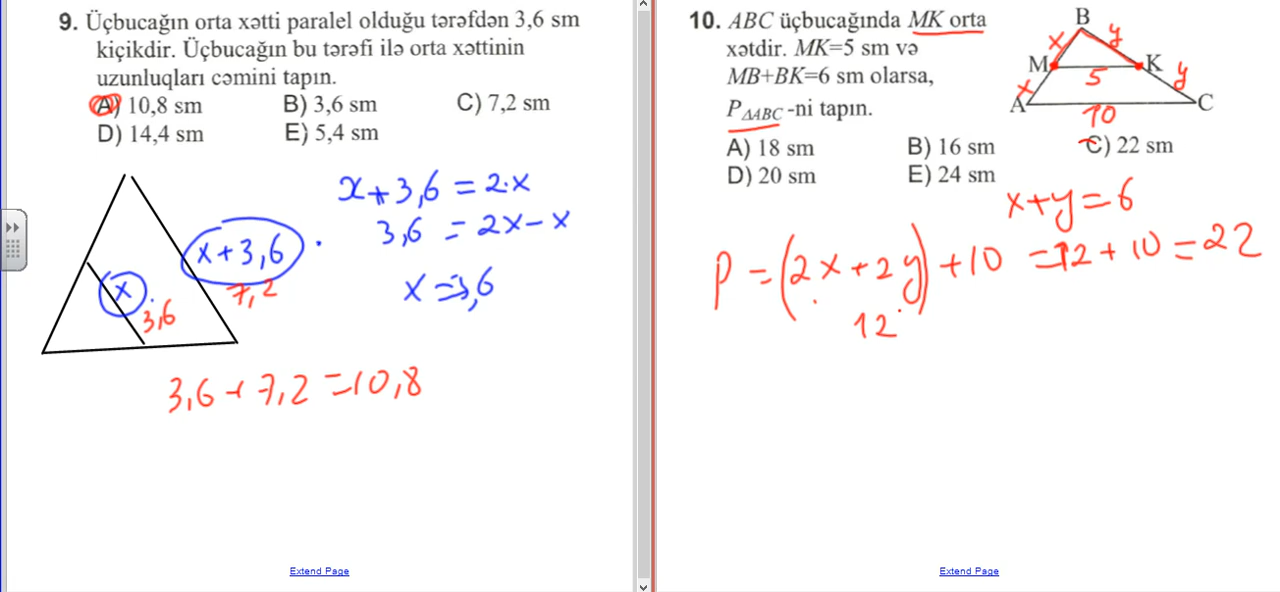 9. Üçbucağın orta xətti paralel olduğu tərəfdən 3,6 sm
kiçikdir. Üçbucağın bu tərəfi ilə orta xəttinin
uzunluqları cəmini tapın.
A) 10,8 sm B) 3,6 sm C) 7,2 sm
D) 14,4 sm E) 5,4 sm
x+3,6 = 2·x
3,6 = 2x-x
x+3,6
x = 3,6
x
7,2
3,6
3,6+7,2=10,8
Extend Page
10. ABC üçbucağında MK orta
xətdir. MK=5 sm və
MB+BK=6 sm olarsa,
P△ABC -ni tapın.
B
x y
M K
5 y
x
A C
10
A) 18 sm B) 16 sm C) 22 sm
D) 20 sm E) 24 sm
x+y=6
P=(2x+2y)+10=12+10=22
12
Extend Page